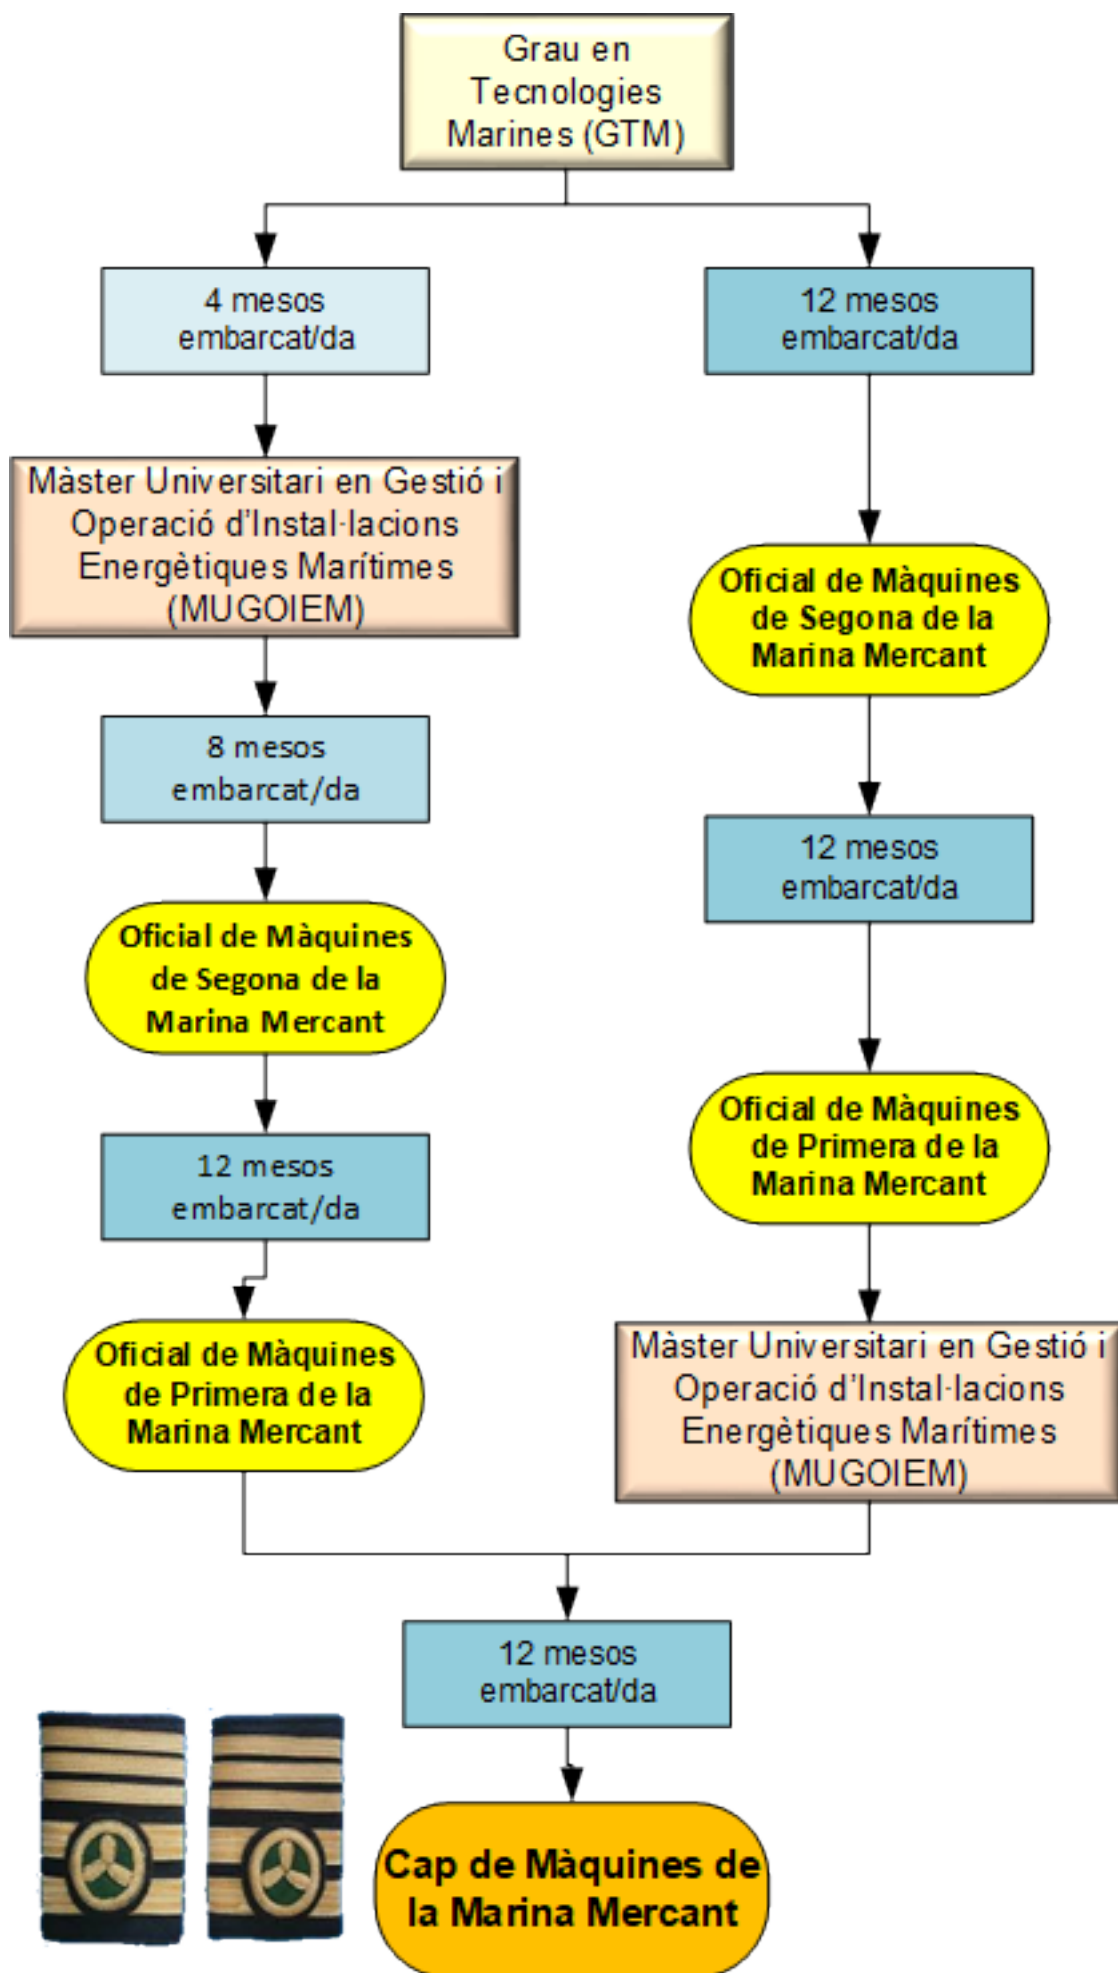 Grau en
Tecnologies
Marines (GTM)
4 mesos
embarcat/da
12 mesos
embarcat/da
Màster Universitari en Gestió i
Operació d'Instal·lacions
Energètiques Marítimes
(MUGOIEM)
Oficial de Màquines
de Segona de la
Marina Mercant
8 mesos
embarcat/da
12 mesos
embarcat/da
Oficial de Màquines
de Segona de la
Marina Mercant
Oficial de Màquines
de Primera de la
Marina Mercant
12 mesos
embarcat/da
Oficial de Màquines
de Primera de la
Marina Mercant
Màster Universitari en Gestió i
Operació d'Instal·lacions
Energètiques Marítimes
(MUGOIEM)
12 mesos
embarcat/da
Cap de Màquines de
la Marina Mercant